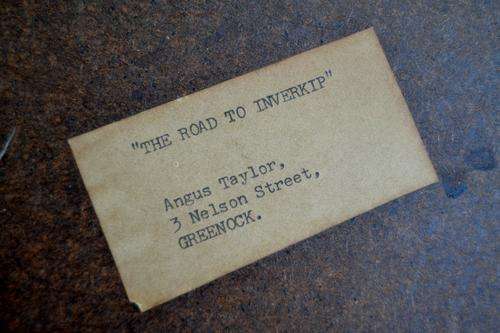 "THE ROAD TO INVERKIP"
Angus Taylor,
3 Nelson Street,
GREENOCK.